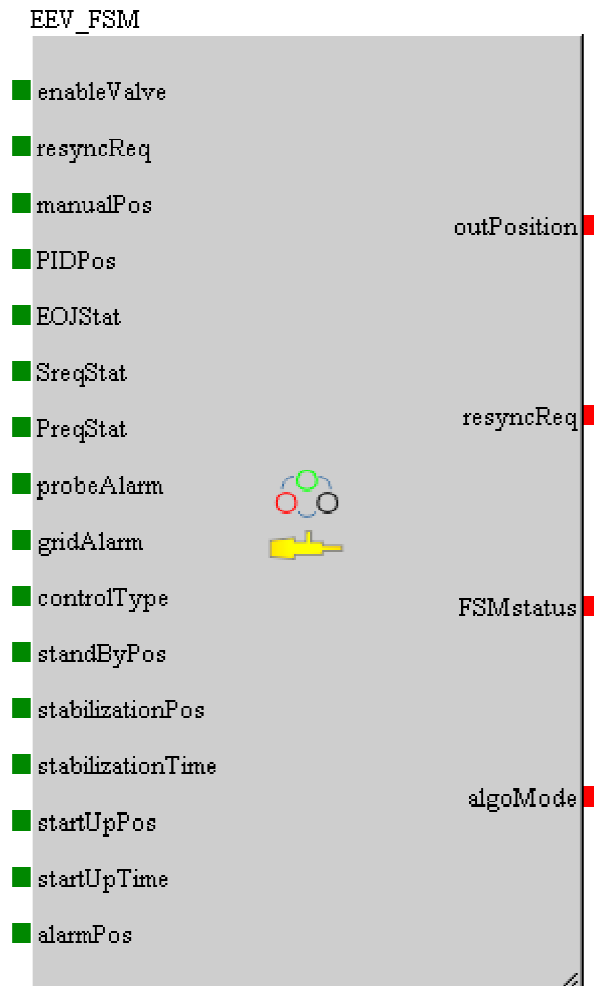 EEV_FSM
enableValve
resyncReq
manualPos
PIDPos
EOJStat
SreqStat
PreqStat
probeAlarm
gridAlarm
controlType
standByPos
stabilizationPos
stabilizationTime
startUpPos
startUpTime
alarmPos
outPosition
resyncReq
FSMstatus
algoMode